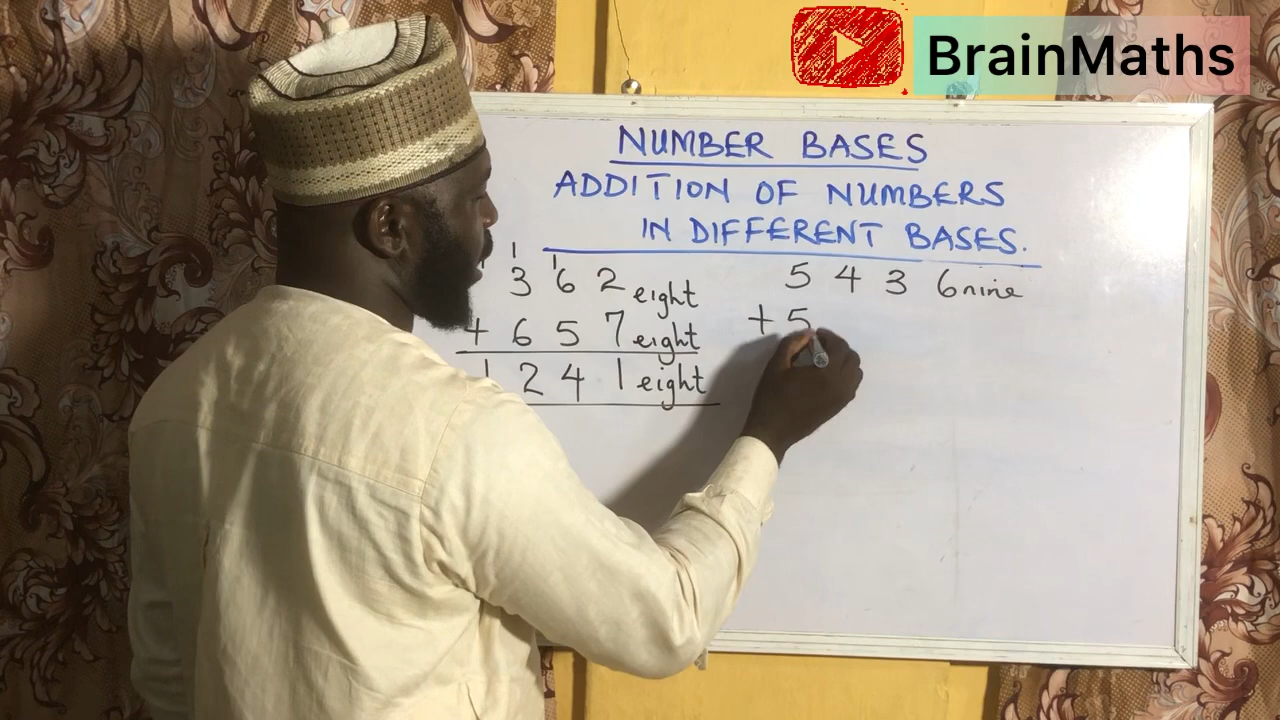 BrainMaths
NUMBER BASES
ADDITION OF NUMBERS
IN DIFFERENT BASES.
1 1
3 6 2 eight
+ 6 5 7 eight
1 2 4 1 eight
5 4 3 6 nine
+ 5